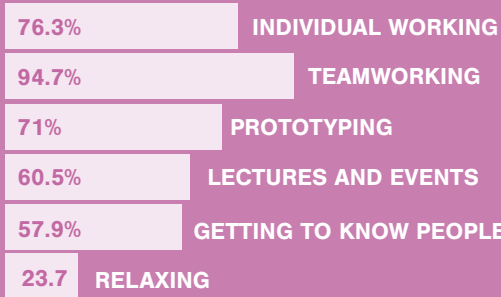 76.3% INDIVIDUAL WORKING
94.7% TEAMWORKING
71% PROTOTYPING
60.5% LECTURES AND EVENTS
57.9% GETTING TO KNOW PEOPLE
23.7 RELAXING